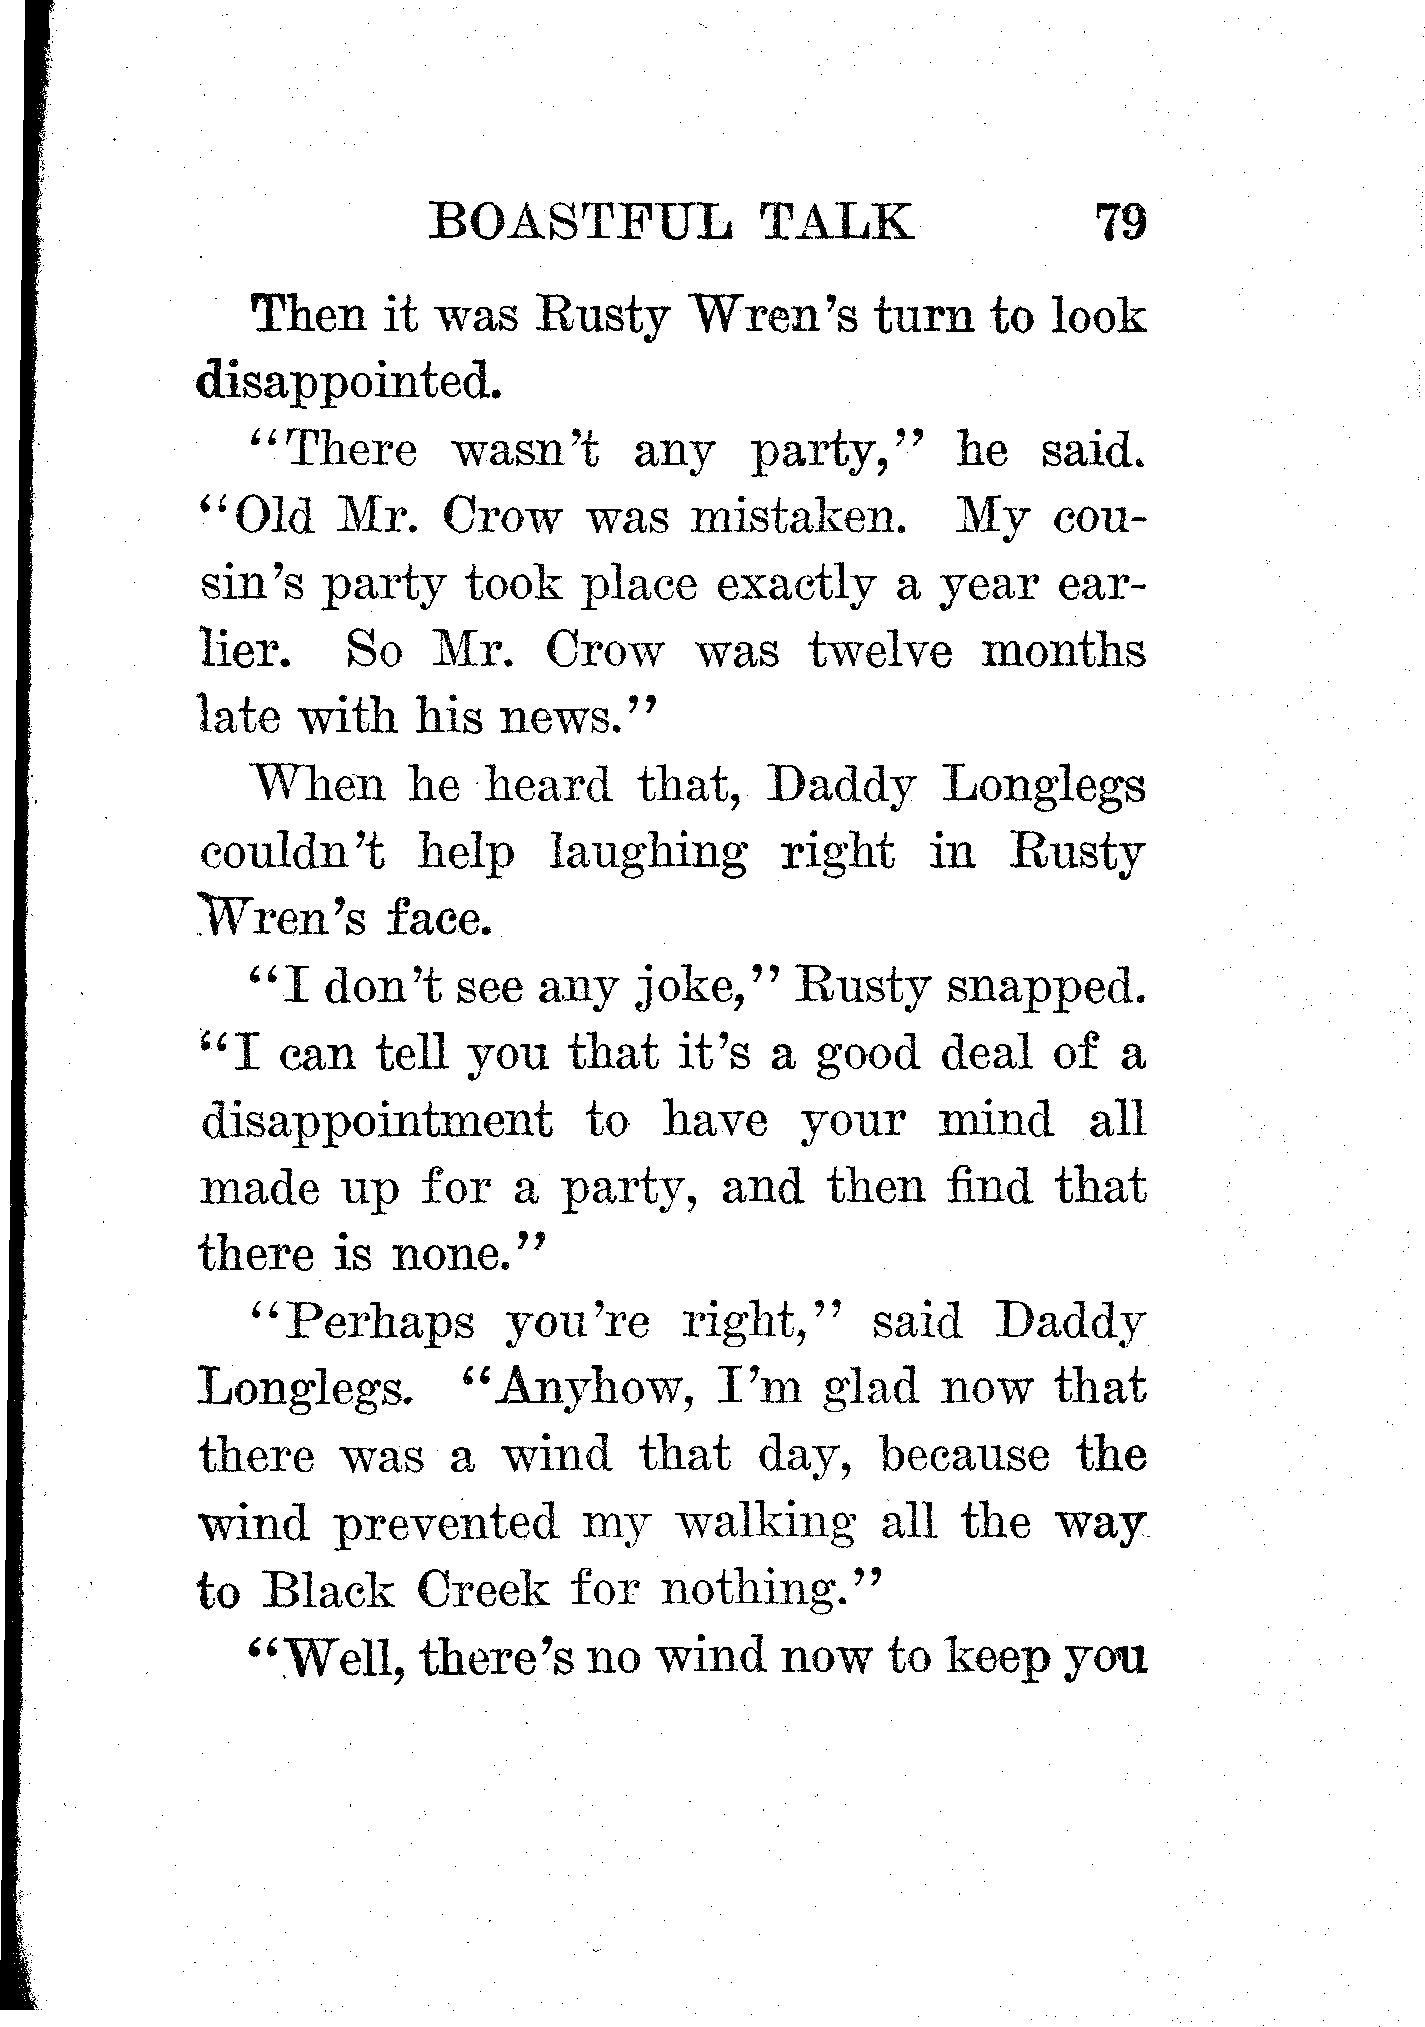 BOASTFUL TALK 79
Then it was Rusty Wren's turn to look
disappointed.
"There wasn't any party," he said.
"Old Mr. Crow was mistaken. My cou-
sin's party took place exactly a year ear-
lier. So Mr. Crow was twelve months
late with his news."
When he heard that, Daddy Longlegs
couldn't help laughing right in Rusty
Wren's face.
"I don't see any joke," Rusty snapped.
"I can tell you that it's a good deal of a
disappointment to have your mind all
made up for a party, and then find that
there is none."
"Perhaps you're right," said Daddy
Longlegs. "Anyhow, I'm glad now that
there was a wind that day, because the
wind prevented my walking all the way
to Black Creek for nothing."
"Well, there's no wind now to keep you